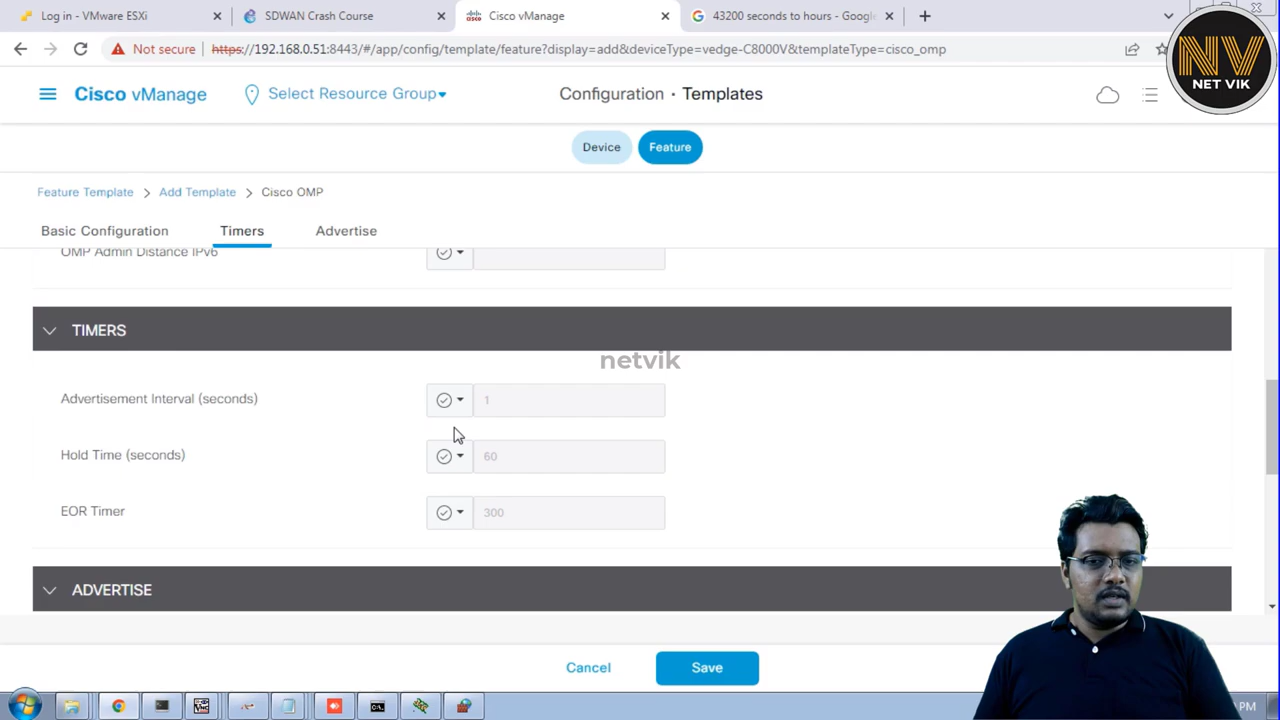 Log in - VMware ESXi
SDWAN Crash Course
Cisco vManage
43200 seconds to hours - Google
Not secure
https://192.168.0.51:8443/#/app/config/template/feature?display=add&deviceType=vedge-C8000V&templateType=cisco_omp
NV
NET VIK
Cisco vManage
Select Resource Group
Configuration · Templates
Device
Feature
Feature Template > Add Template > Cisco OMP
Basic Configuration
Timers
Advertise
OMP Admin Distance IPv6
TIMERS
netvik
Advertisement Interval (seconds)
1
Hold Time (seconds)
60
EOR Timer
300
ADVERTISE
Cancel
Save
PM